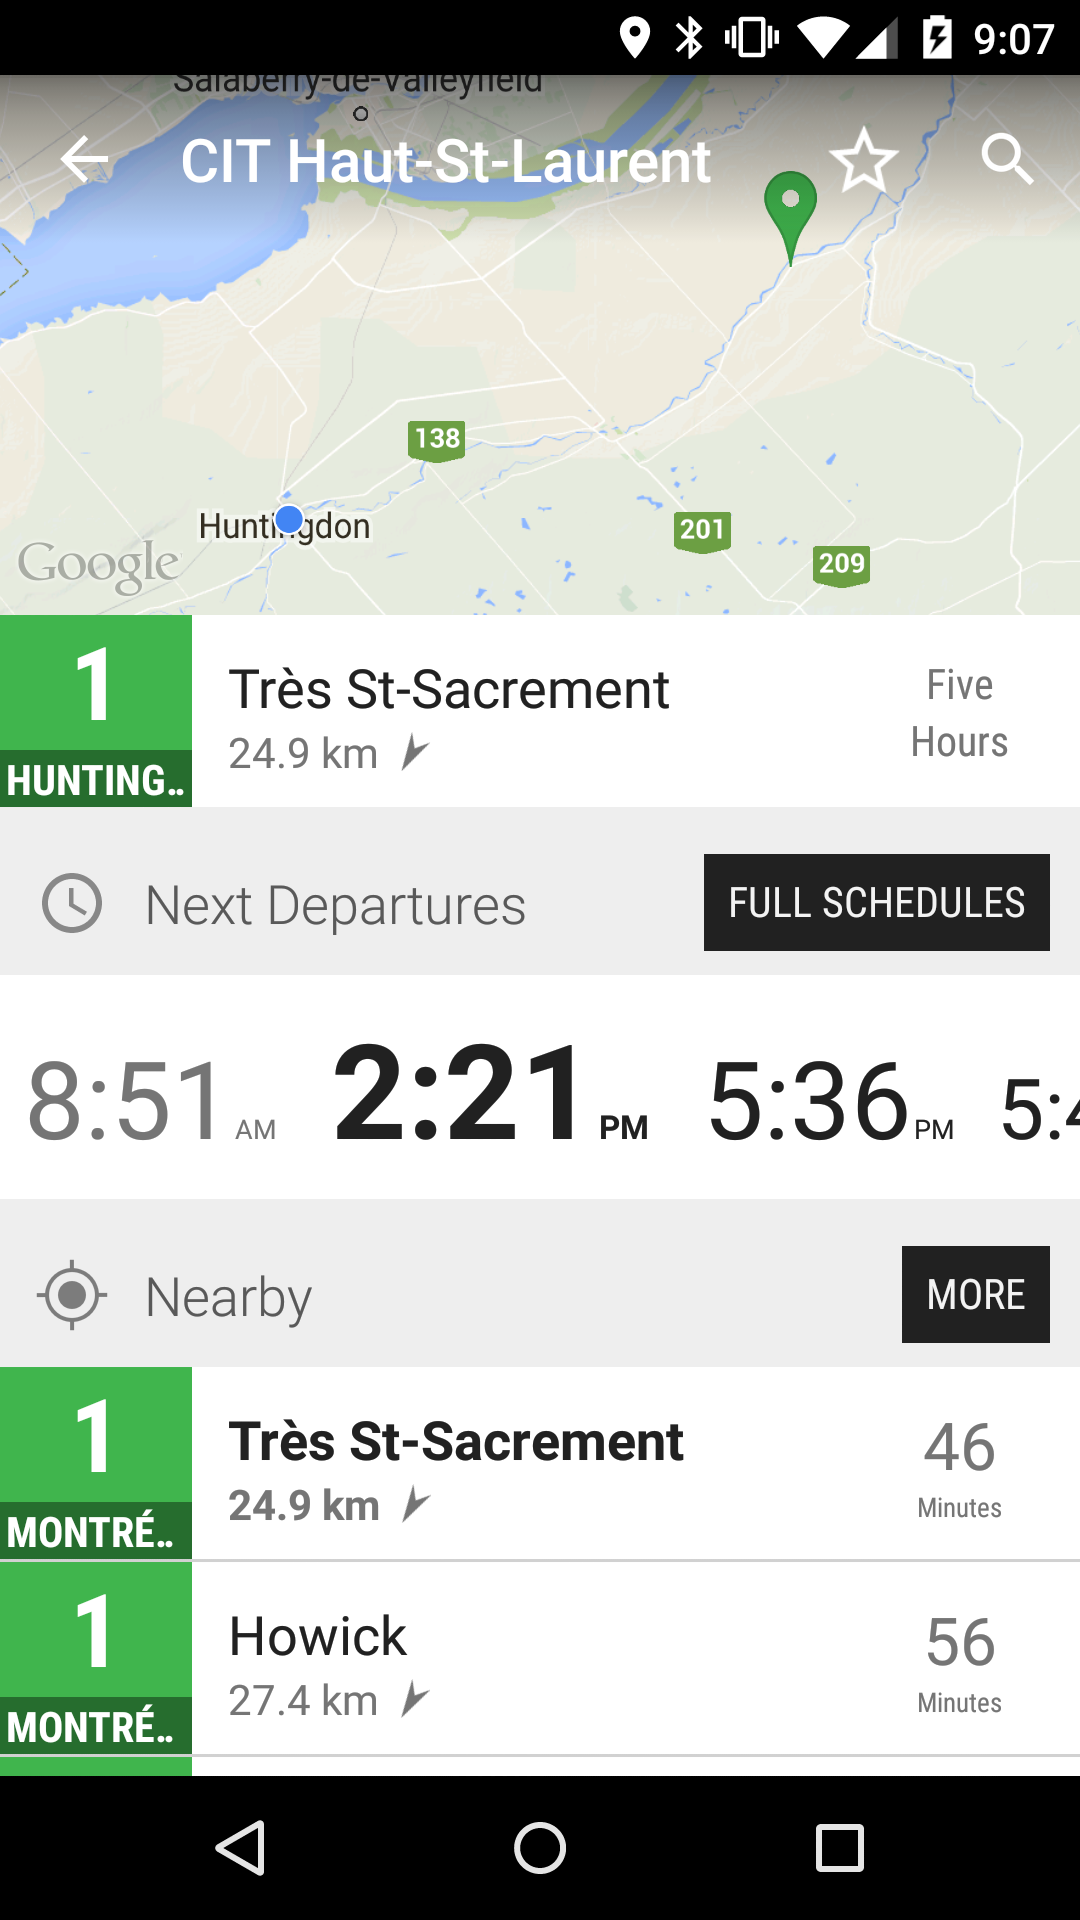 9:07
Salaberry-de-Valleyfield
CIT Haut-St-Laurent
138
Huntingdon
201
209
Google
1
HUNTING..
Très St-Sacrement
24.9 km
Five
Hours
Next Departures
FULL SCHEDULES
8:51 AM
2:21 PM
5:36 PM
5:4
Nearby
MORE
1
MONTRÉ..
Très St-Sacrement
24.9 km
46
Minutes
1
MONTRÉ..
Howick
27.4 km
56
Minutes